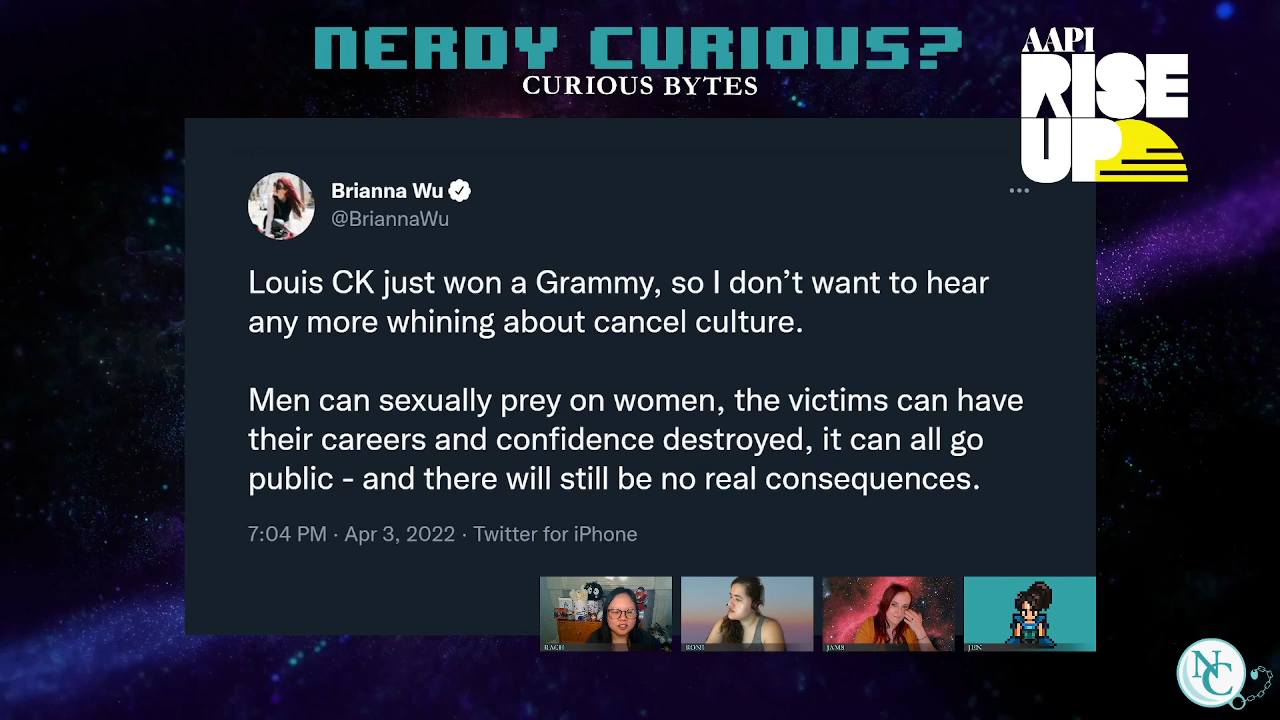 NERDY CURIOUS?
CURIOUS BYTES
AAPI
RISE
UP
Brianna Wu
@BriannaWu
Louis CK just won a Grammy, so I don’t want to hear
any more whining about cancel culture.
Men can sexually prey on women, the victims can have
their careers and confidence destroyed, it can all go
public - and there will still be no real consequences.
7:04 PM · Apr 3, 2022 · Twitter for iPhone
RACH
RONI
JAMS
JEN
NC